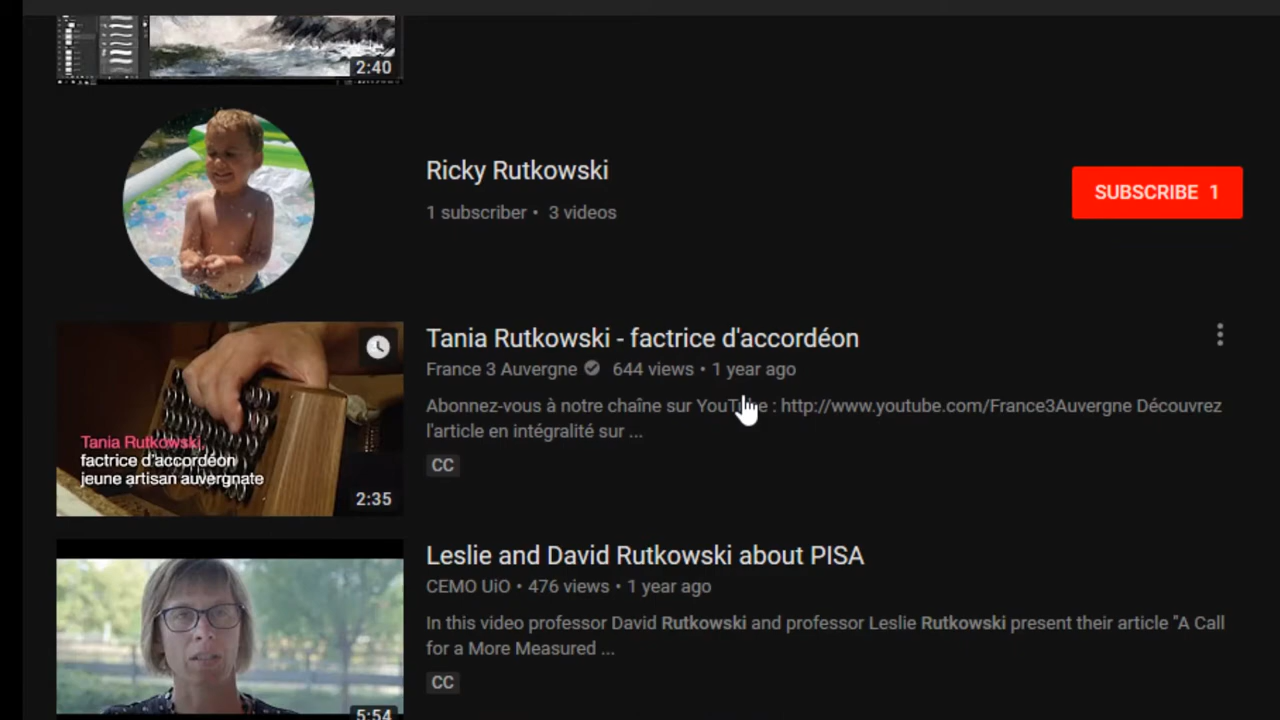 2:40
Ricky Rutkowski
1 subscriber • 3 videos
SUBSCRIBE 1
Tania Rutkowski - factrice d'accordéon
France 3 Auvergne 644 views • 1 year ago
Abonnez-vous à notre chaîne sur YouTube : http://www.youtube.com/France3Auvergne Découvrez
l'article en intégralité sur ...
CC
Tania Rutkowski,
factrice d'accordéon
jeune artisan auvergnate
2:35
Leslie and David Rutkowski about PISA
CEMO UiO • 476 views • 1 year ago
In this video professor David Rutkowski and professor Leslie Rutkowski present their article "A Call
for a More Measured ...
CC
5:54